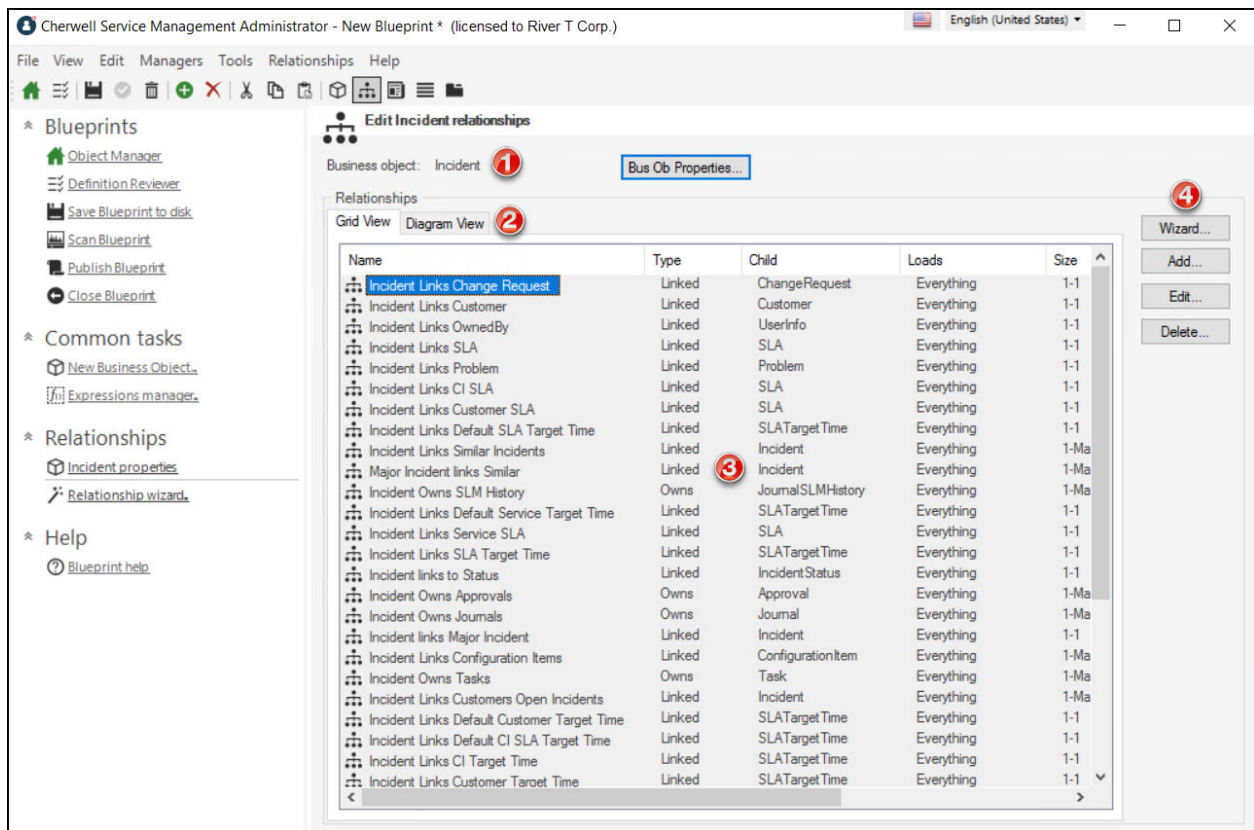 Cherwell Service Management Administrator - New Blueprint * (licensed to River T Corp.)
English (United States)
File View Edit Managers Tools Relationships Help
Blueprints
Object Manager
Definition Reviewer
Save Blueprint to disk
Scan Blueprint
Publish Blueprint
Close Blueprint
Common tasks
New Business Object...
Expressions manager...
Relationships
Incident properties
Relationship wizard...
Help
Blueprint help
Edit Incident relationships
Business object: Incident 1 Bus Ob Properties...
Relationships
Grid View Diagram View 2
Name Type Child Loads Size
Incident Links Change Request Linked ChangeRequest Everything 1-1
Incident Links Customer Linked Customer Everything 1-1
Incident Links OwnedBy Linked UserInfo Everything 1-1
Incident Links SLA Linked SLA Everything 1-1
Incident Links Problem Linked Problem Everything 1-1
Incident Links CI SLA Linked SLA Everything 1-1
Incident Links Customer SLA Linked SLA Everything 1-1
Incident Links Default SLA Target Time Linked SLATargetTime Everything 1-1
Incident Links Similar Incidents Linked Incident Everything 1-Ma
Major Incident links Similar Linked 3 Incident Everything 1-Ma
Incident Owns SLM History Owns JournalSLMHistory Everything 1-Ma
Incident Links Default Service Target Time Linked SLATargetTime Everything 1-1
Incident Links Service SLA Linked SLA Everything 1-1
Incident Links SLA Target Time Linked SLATargetTime Everything 1-1
Incident links to Status Linked IncidentStatus Everything 1-1
Incident Owns Approvals Owns Approval Everything 1-Ma
Incident Owns Journals Owns Journal Everything 1-Ma
Incident links Major Incident Linked Incident Everything 1-1
Incident Links Configuration Items Linked ConfigurationItem Everything 1-Ma
Incident Owns Tasks Owns Task Everything 1-Ma
Incident Links Customers Open Incidents Linked Incident Everything 1-Ma
Incident Links Default Customer Target Time Linked SLATargetTime Everything 1-1
Incident Links Default CI SLA Target Time Linked SLATargetTime Everything 1-1
Incident Links CI Target Time Linked SLATargetTime Everything 1-1
Incident Links Customer Target Time Linked SLATargetTime Everything 1-1
4
Wizard...
Add...
Edit...
Delete...